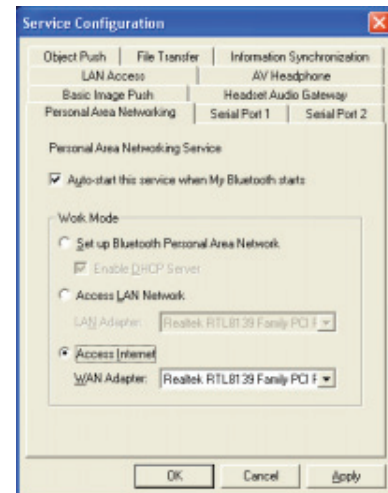 Service Configuration
Object Push File Transfer Information Synchronization
LAN Access AV Headphone
Basic Image Push Headset Audio Gateway
Personal Area Networking Serial Port 1 Serial Port 2
Personal Area Networking Service
Auto-start this service when My Bluetooth starts
Work Mode
Set up Bluetooth Personal Area Network
Enable DHCP Server
Access LAN Network
LAN Adapter: Realtek RTL8139 Family PCI F
Access Internet
WAN Adapter: Realtek RTL8139 Family PCI F
OK Cancel Apply